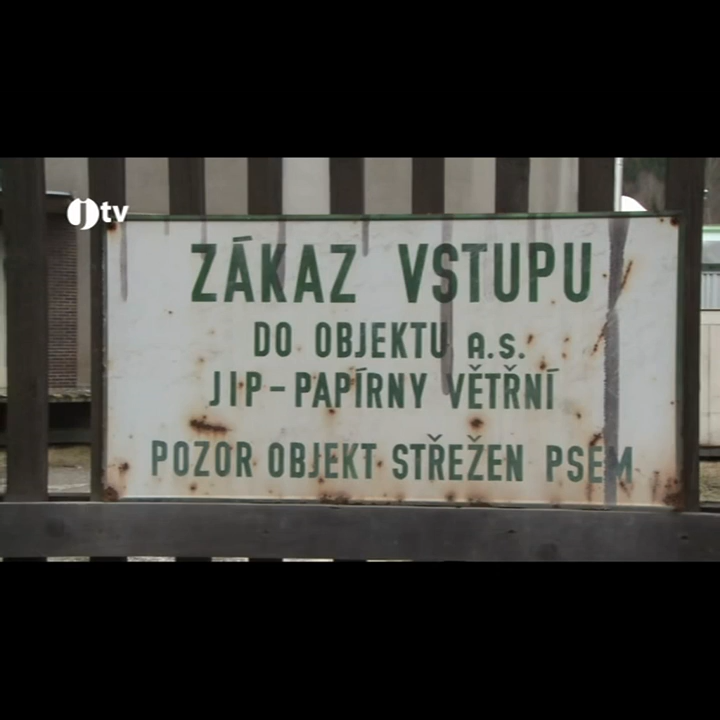 jtv
ZÁKAZ VSTUPU
DO OBJEKTU a.s.
JIP-PAPÍRNY VĚTŘNÍ
POZOR OBJEKT STŘEŽEN PSEM